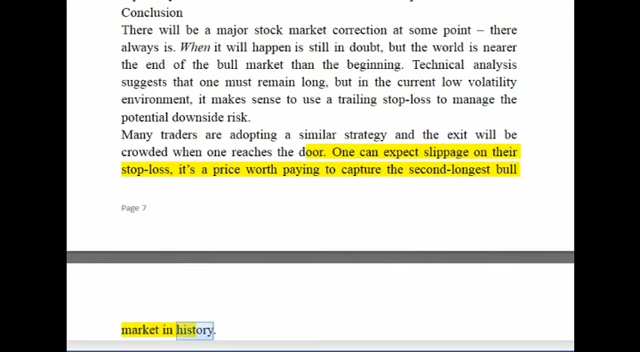 Conclusion
There will be a major stock market correction at some point – there
always is. When it will happen is still in doubt, but the world is nearer
the end of the bull market than the beginning. Technical analysis
suggests that one must remain long, but in the current low volatility
environment, it makes sense to use a trailing stop-loss to manage the
potential downside risk.
Many traders are adopting a similar strategy and the exit will be
crowded when one reaches the door. One can expect slippage on their
stop-loss, it’s a price worth paying to capture the second-longest bull
Page 7
market in history.